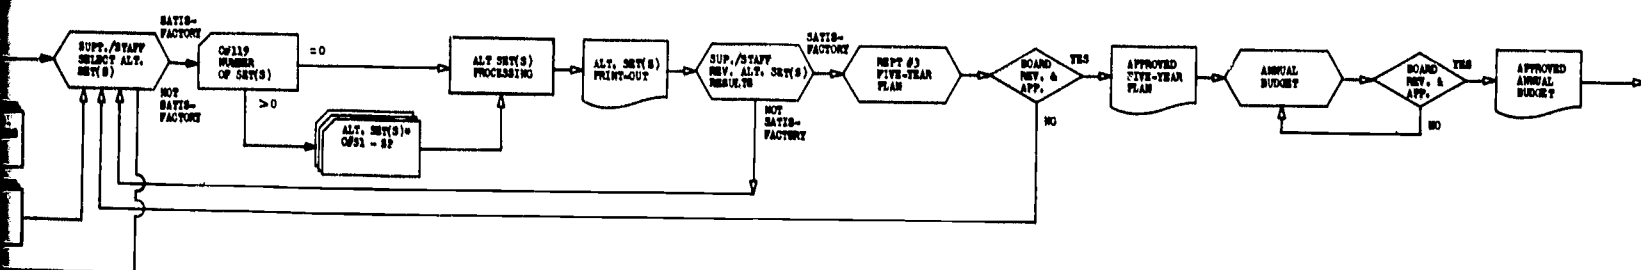 SATIS-
FACTORY
SUPT./STAFF
SELECT ALT.
SET(S)
NOT
SATIS-
FACTORY
C#119
NUMBER
OF SET(S)
=0
>0
ALT. SET(S)=
ALT SET(S)
PROCESSING
ALT. SET(S)
PRINT-OUT
SUP./STAFF
REV. ALT. SET(S)
RESULTS
SATIS-
FACTORY
NOT
SATIS-
FACTORY
REPT #3
FIVE-YEAR
PLAN
BOARD
REV. &
APP.
YES
NO
APPROVED
FIVE-YEAR
PLAN
ANNUAL
BUDGET
BOARD
REV. &
APP.
YES
NO
APPROVED
ANNUAL
BUDGET